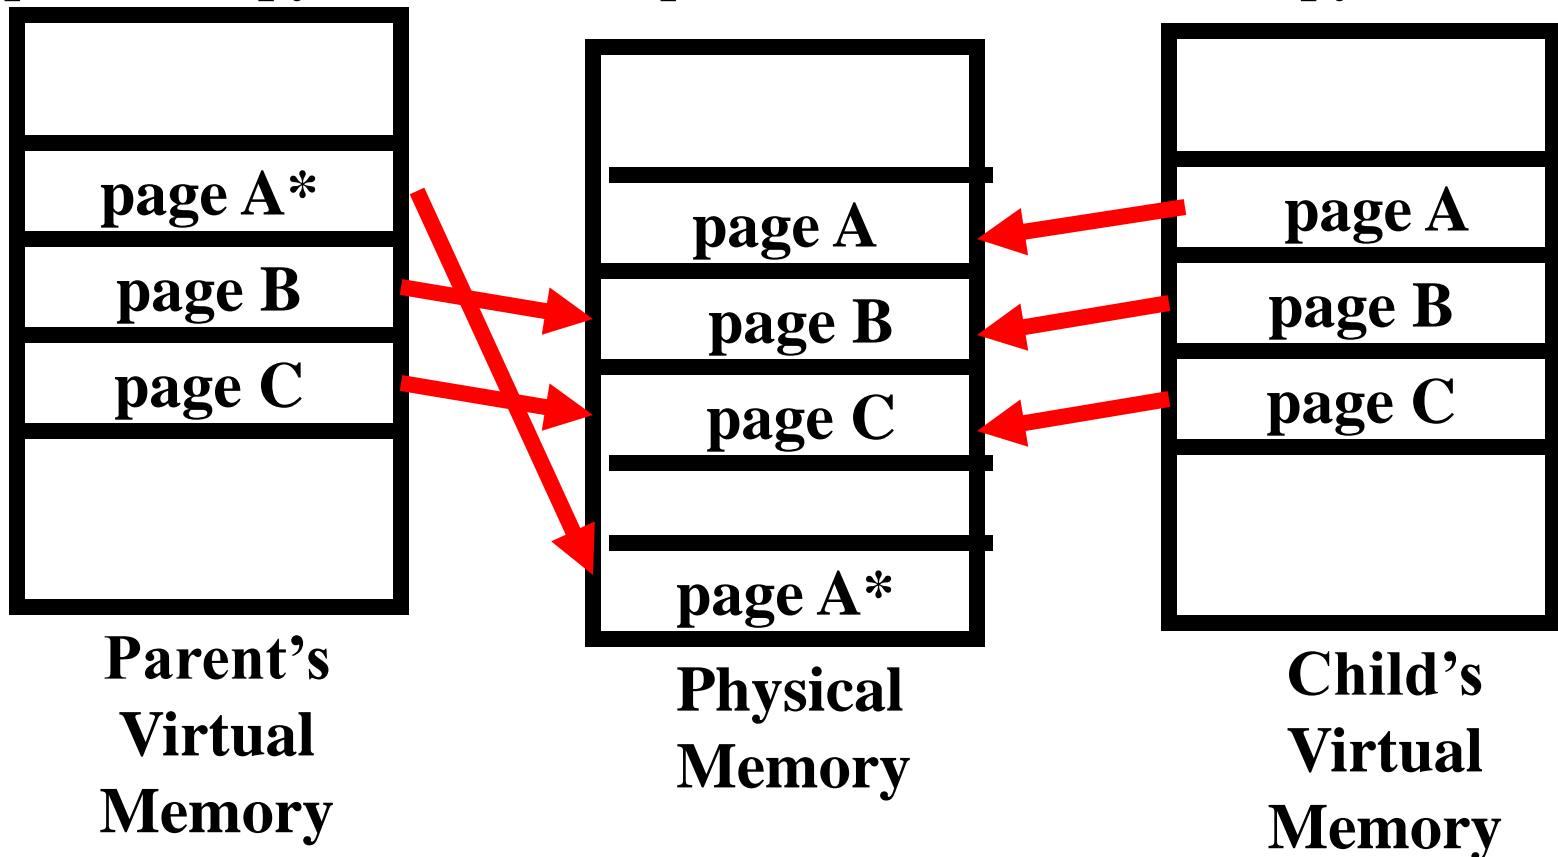 page A*
page B
page C
Parent’s
Virtual
Memory
page A
page B
page C
page A*
Physical
Memory
page A
page B
page C
Child’s
Virtual
Memory